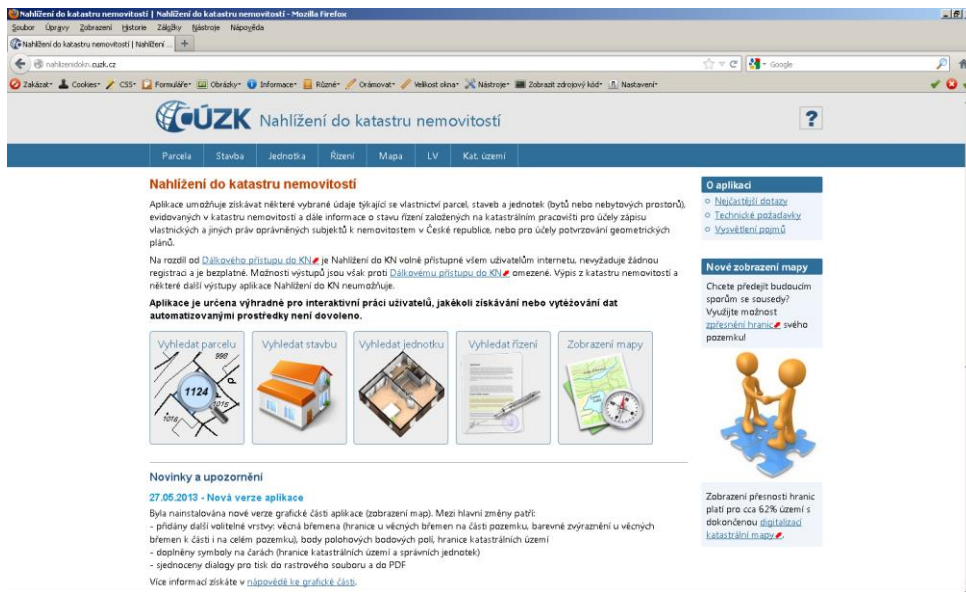 Nahlížení do katastru nemovitostí | Nahlížení do katastru nemovitostí - Mozilla Firefox
Soubor Úpravy Zobrazení Historie Záložky Nástroje Nápověda
Nahlížení do katastru nemovitostí | Nahlížení ... +
nahlizenidokn.cuzk.cz
Google
Zakázat Cookies CSS Formuláře Obrázky Informace Různé Orámovat Velikost okna Nástroje Zobrazit zdrojový kód Nastavení
ČÚZK Nahlížení do katastru nemovitostí ?
Parcela Stavba Jednotka Řízení Mapa LV Kat. území
Nahlížení do katastru nemovitostí
Aplikace umožňuje získávat některé vybrané údaje týkající se vlastnictví parcel, staveb a jednotek (bytů nebo nebytových prostorů),
evidovaných v katastru nemovitostí a dále informace o stavu řízení založených na katastrálním pracovišti pro účely zápisu
vlastnických a jiných práv oprávněných subjektů k nemovitostem v České republice, nebo pro účely potvrzování geometrických
plánů.
Na rozdíl od Dálkového přístupu do KN je Nahlížení do KN volně přístupné všem uživatelům internetu, nevyžaduje žádnou
registraci a je bezplatné. Možnosti výstupů jsou však proti Dálkovému přístupu do KN omezené. Výpis z katastru nemovitostí a
některé další výstupy aplikace Nahlížení do KN neumožňuje.
Aplikace je určena výhradně pro interaktivní práci uživatelů, jakékoli získávání nebo vytěžování dat
automatizovanými prostředky není dovoleno.
Vyhledat parcelu Vyhledat stavbu Vyhledat jednotku Vyhledat řízení Zobrazení mapy
998
1124
1015
1016
Novinky a upozornění
27.05.2013 - Nová verze aplikace
Byla nainstalována nové verze grafické části aplikace (zobrazení map). Mezi hlavní změny patří:
- přidány další volitelné vrstvy: věcná břemena (hranice u věcných břemen na části pozemku, barevné zvýraznění u věcných
břemen k části i na celém pozemku), body polohových bodových polí, hranice katastrálních území
- doplněny symboly na čarách (hranice katastrálních území a správních jednotek)
- sjednoceny dialogy pro tisk do rastrového souboru a do PDF
Více informací získáte v nápovědě ke grafické části.
O aplikaci
Nejčastější dotazy
Technické požadavky
Vysvětlení pojmů
Nové zobrazení mapy
Chcete předejít budoucím
sporům se sousedy?
Využijte možnost
zpřesnění hranic svého
pozemku!
Zobrazení přesnosti hranic
platí pro cca 62% území s
dokončenou digitalizací
katastrální mapy.